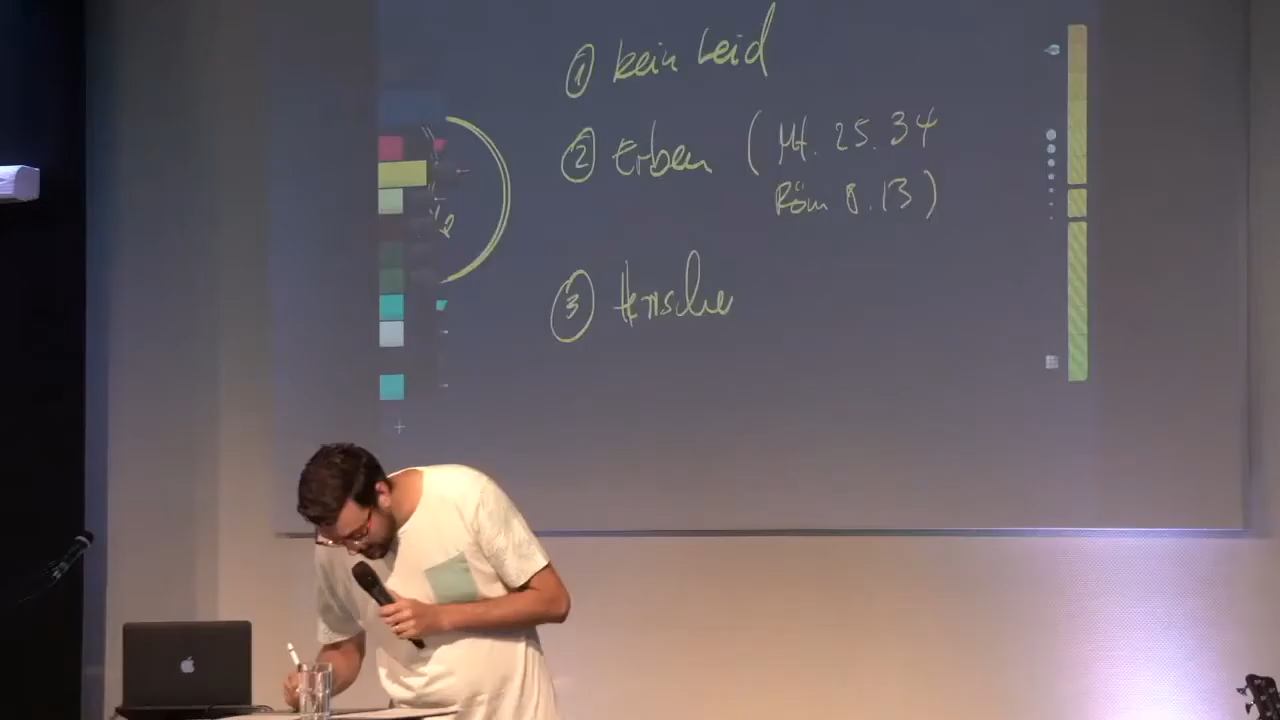 ① kein Leid
② Erben (Mt. 25. 34
Röm 8. 13)
③ Herrsche